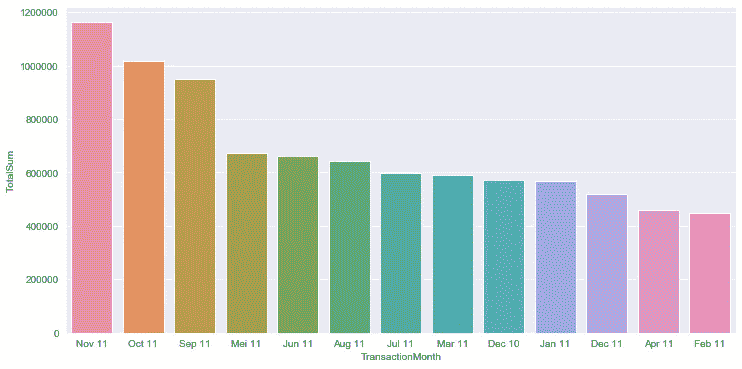 1200000
1000000
800000
600000
400000
200000
0
TotalSum
Nov 11 Oct 11 Sep 11 Mei 11 Jun 11 Aug 11 Jul 11 Mar 11 Dec 10 Jan 11 Dec 11 Apr 11 Feb 11
TransactionMonth